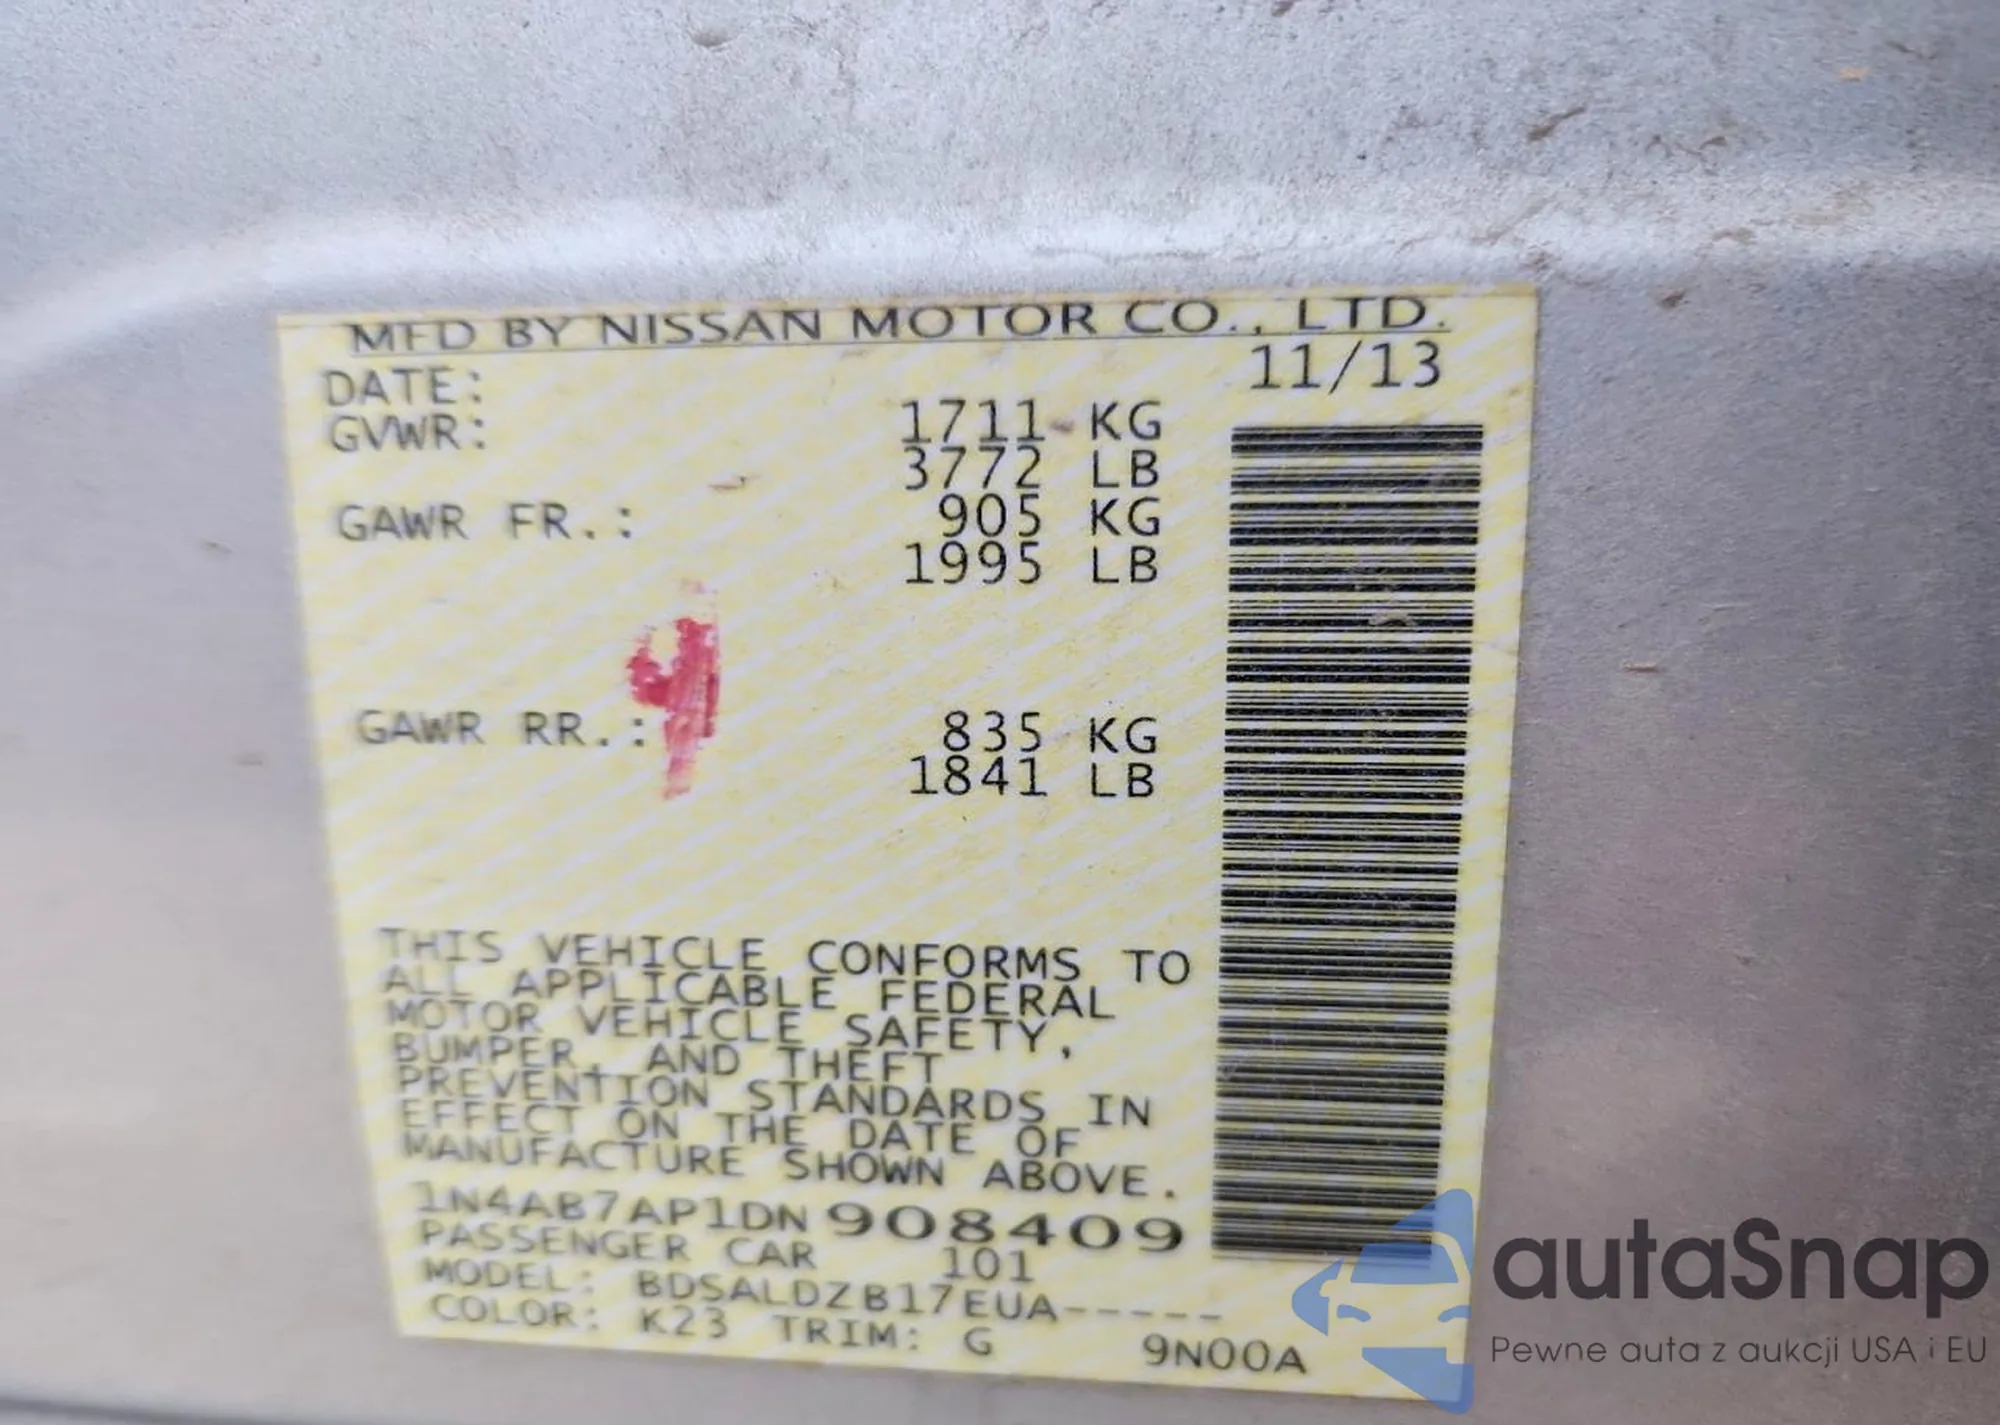 MFD BY NISSAN MOTOR CO., LTD.
DATE: 11/13
GVWR: 1711 KG
3772 LB
GAWR FR.: 905 KG
1995 LB
GAWR RR.: 835 KG
1841 LB
THIS VEHICLE CONFORMS TO
ALL APPLICABLE FEDERAL
MOTOR VEHICLE SAFETY,
BUMPER, AND THEFT
PREVENTION STANDARDS IN
EFFECT ON THE DATE OF
MANUFACTURE SHOWN ABOVE.
1N4AB7AP1DN908409
PASSENGER CAR 101
MODEL: BDSALDZB17EUA-----
COLOR: K23 TRIM: G 9N00A
autaSnap
Pewne auta z aukcji USA i EU